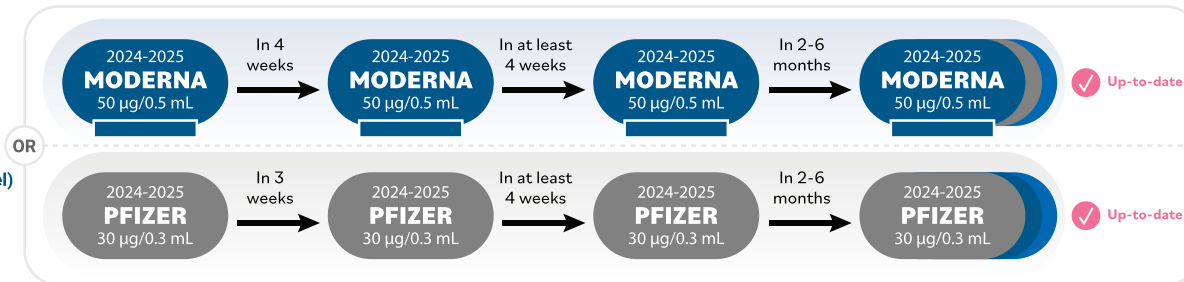 2024-2025
MODERNA
50 µg/0.5 mL
In 4
weeks
2024-2025
MODERNA
50 µg/0.5 mL
In at least
4 weeks
2024-2025
MODERNA
50 µg/0.5 mL
In 2-6
months
2024-2025
MODERNA
50 µg/0.5 mL
Up-to-date
OR
el)
2024-2025
PFIZER
30 µg/0.3 mL
In 3
weeks
2024-2025
PFIZER
30 µg/0.3 mL
In at least
4 weeks
2024-2025
PFIZER
30 µg/0.3 mL
In 2-6
months
2024-2025
PFIZER
30 µg/0.3 mL
Up-to-date